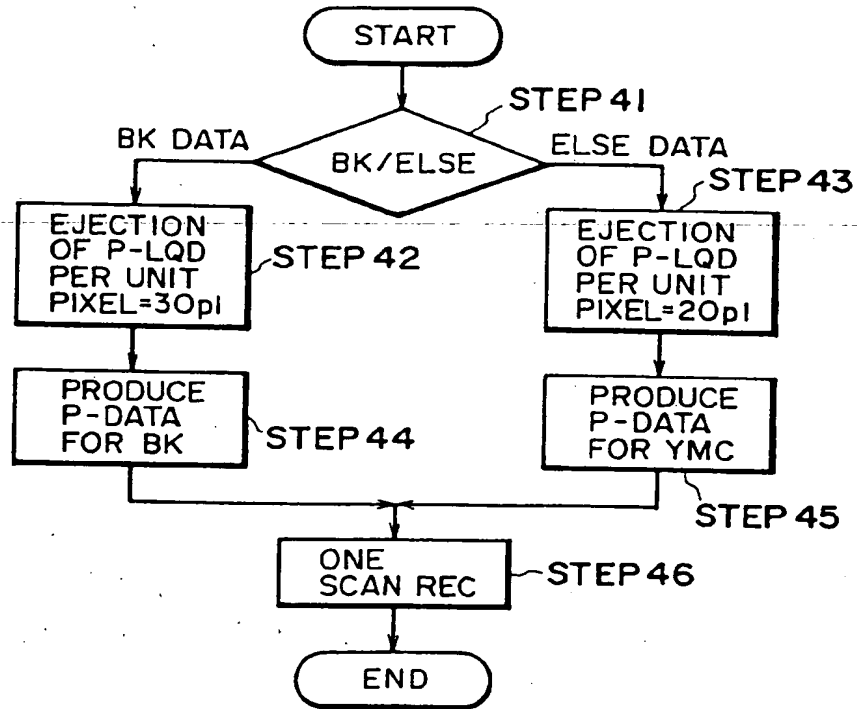 START
STEP 41
BK DATA
BK/ELSE
ELSE DATA
STEP 43
EJECTION
OF P-LQD
PER UNIT
PIXEL=30pl
STEP 42
EJECTION
OF P-LQD
PER UNIT
PIXEL=20pl
PRODUCE
P-DATA
FOR BK
STEP 44
PRODUCE
P-DATA
FOR YMC
STEP 45
ONE
SCAN REC
STEP 46
END